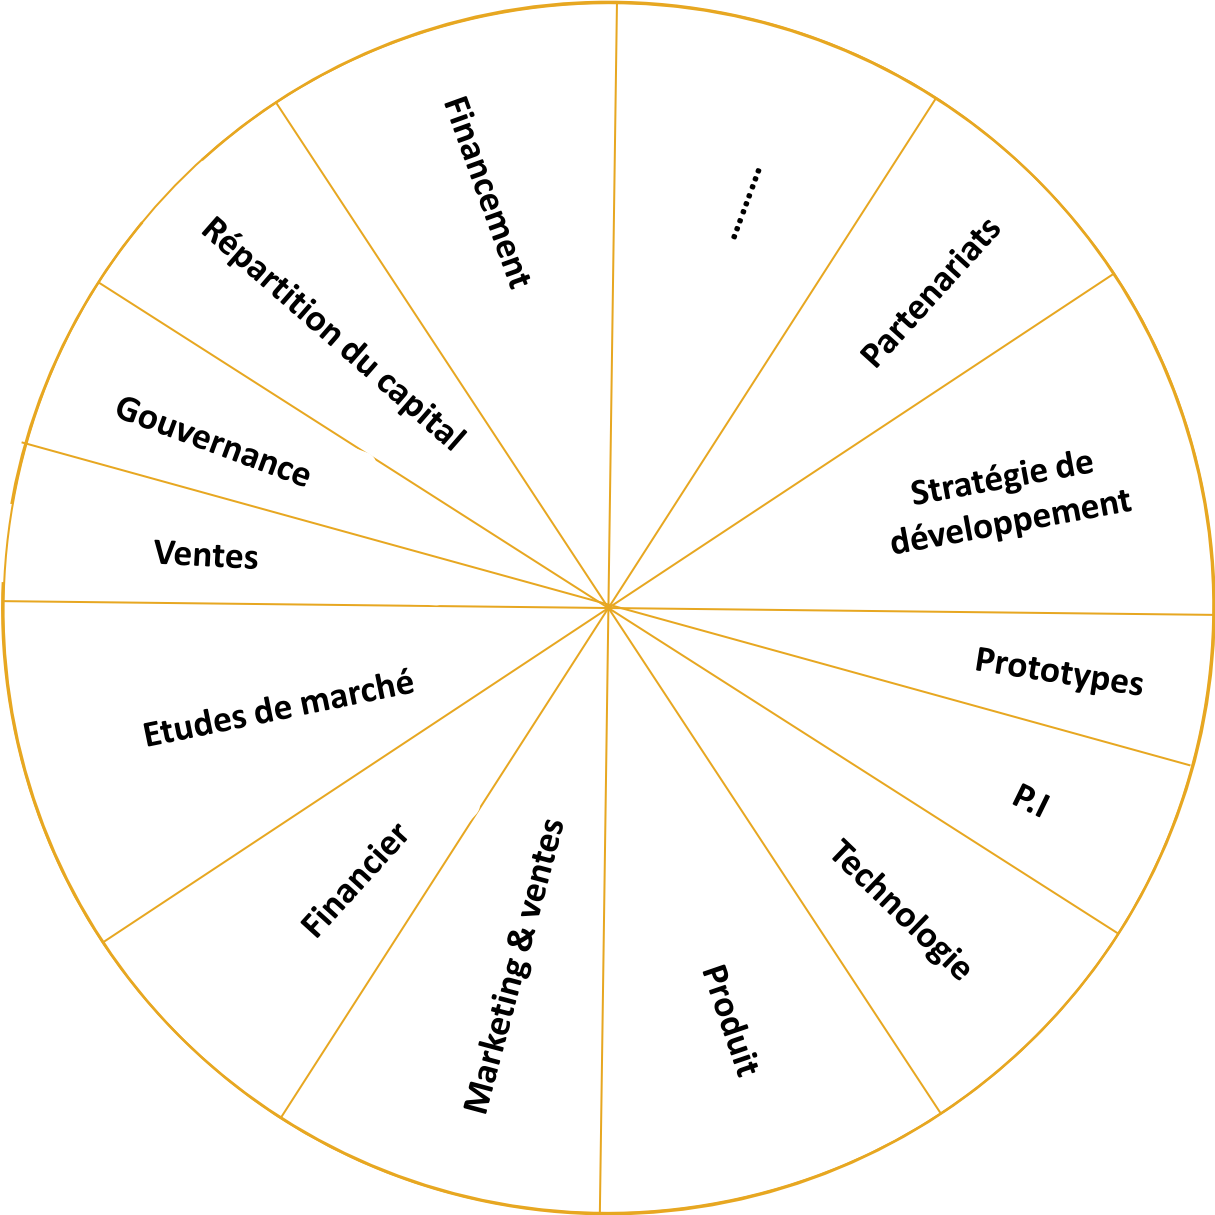 Financement
.........
Partenariats
Répartition du capital
Gouvernance
Stratégie de
développement
Ventes
Prototypes
Etudes de marché
P.I
Financier
Marketing & ventes
Technologie
Produit